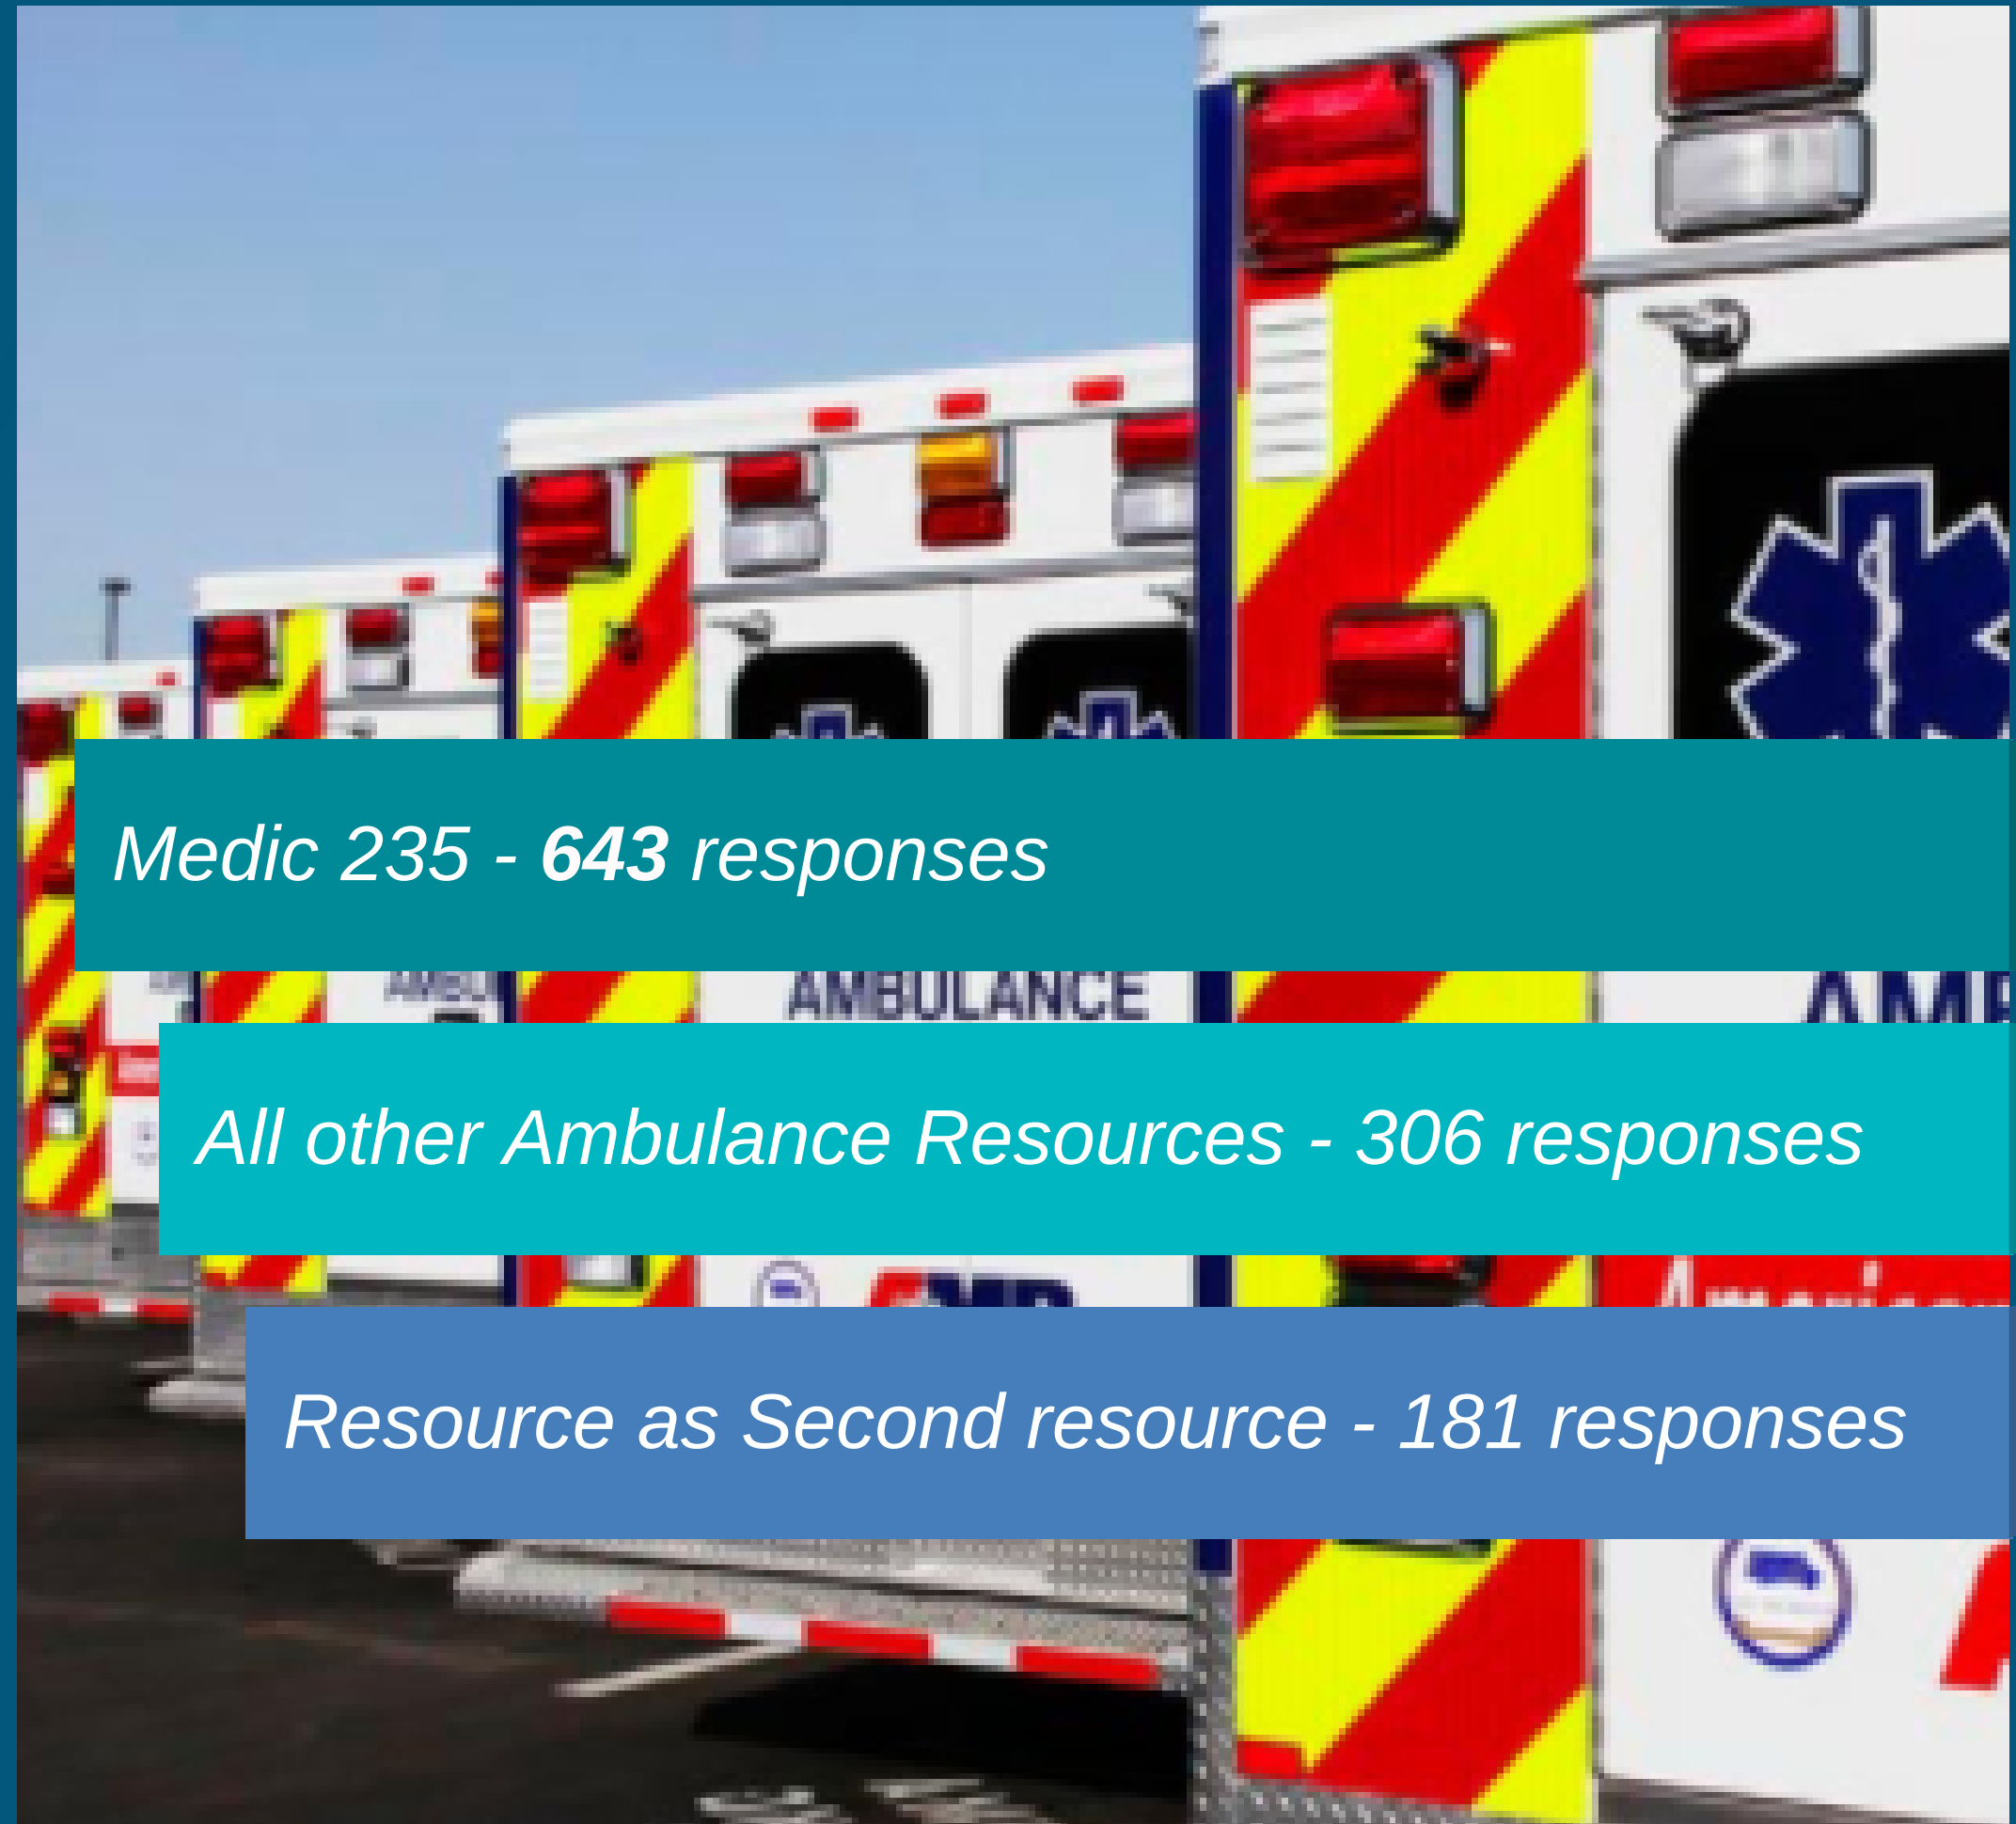 Medic 235 - 643 responses
AMBULANCE
All other Ambulance Resources - 306 responses
Resource as Second resource - 181 responses